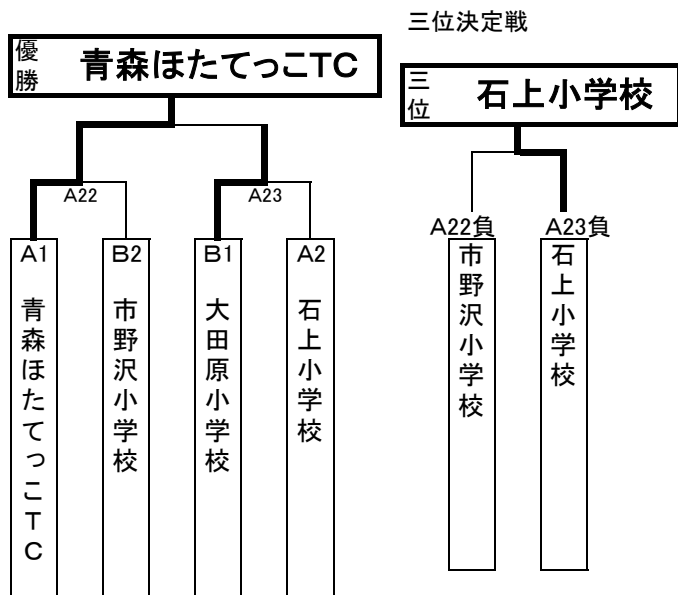 三位決定戦
優勝 青森ほたてっこTC
三位 石上小学校
A22
A23
A1 青森ほたてっこTC
B2 市野沢小学校
B1 大田原小学校
A2 石上小学校
A22負
A23負
市野沢小学校
石上小学校